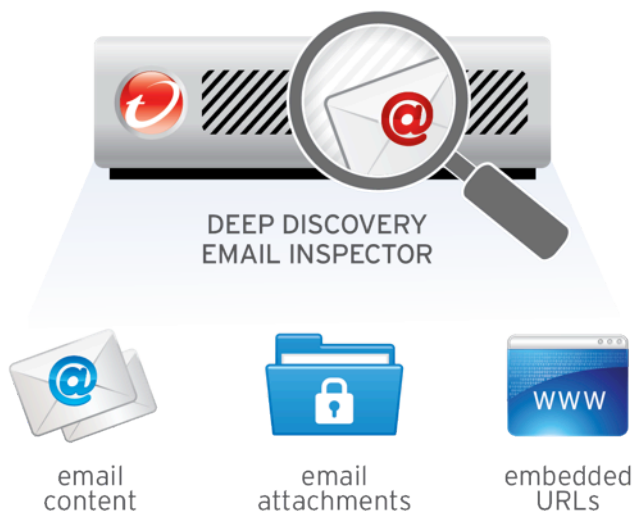 @
DEEP DISCOVERY
EMAIL INSPECTOR
@
WWW
email
content
email
attachments
embedded
URLs